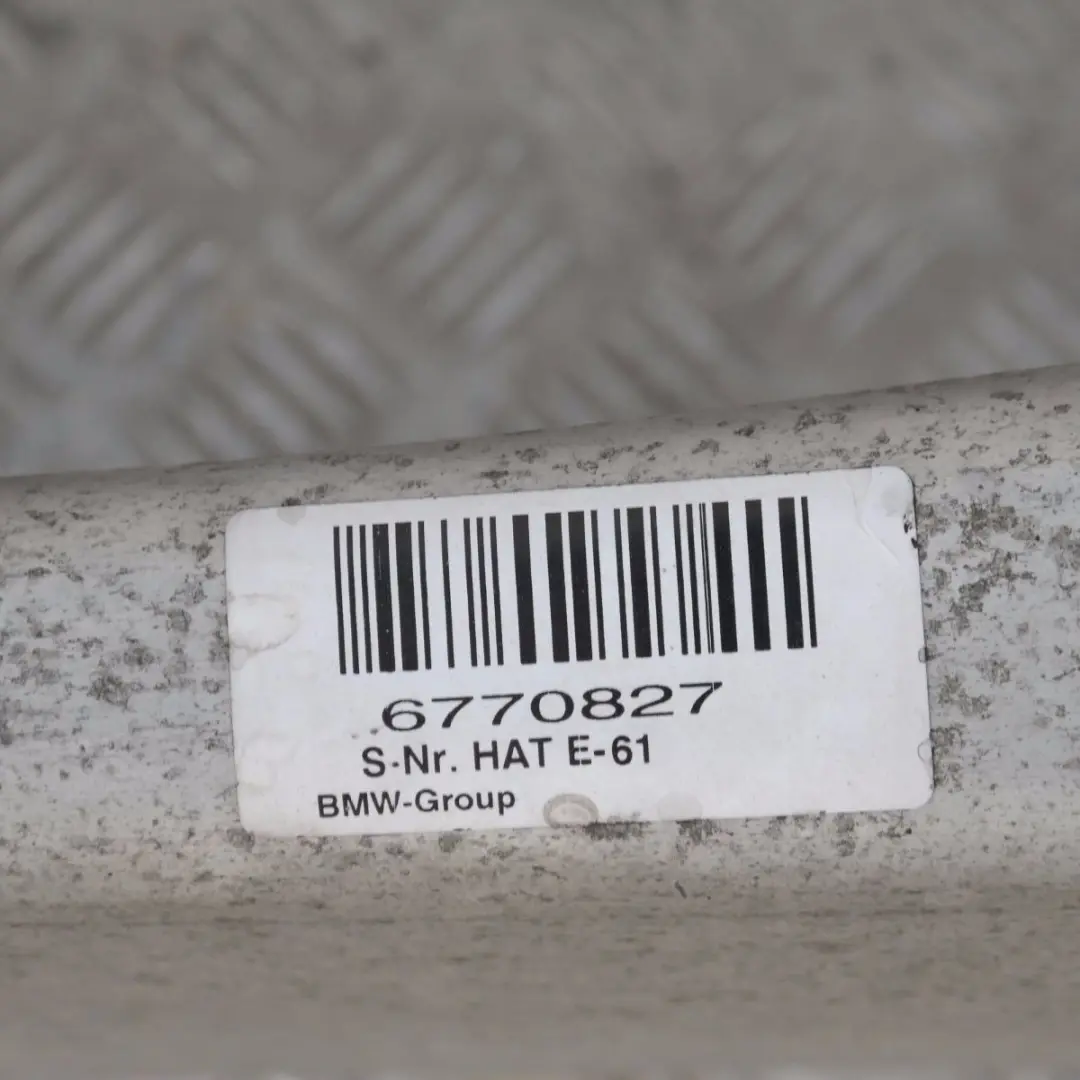 6770827
S-Nr. HAT E-61
BMW-Group